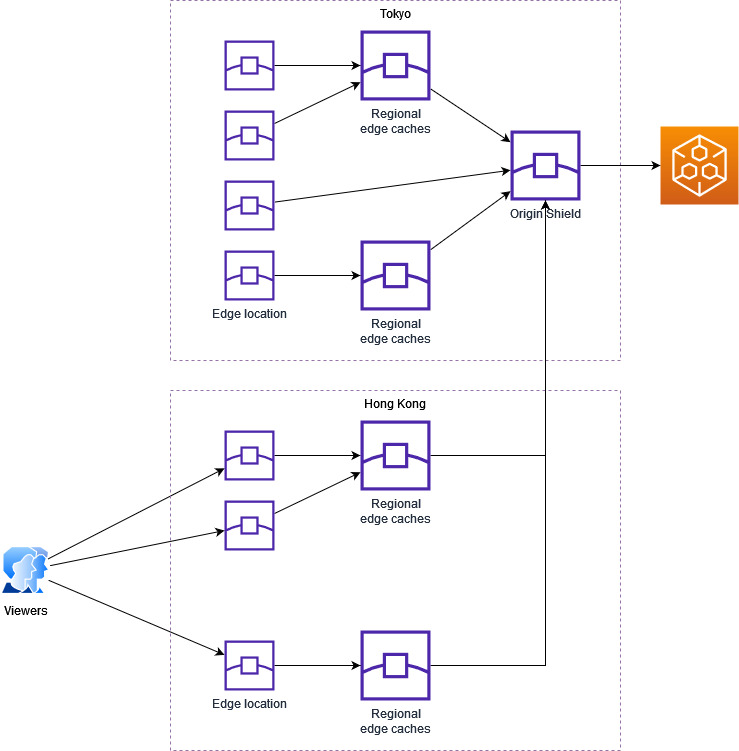 Tokyo
Regional
edge caches
Origin Shield
Edge location
Regional
edge caches
Hong Kong
Regional
edge caches
Viewers
Edge location
Regional
edge caches